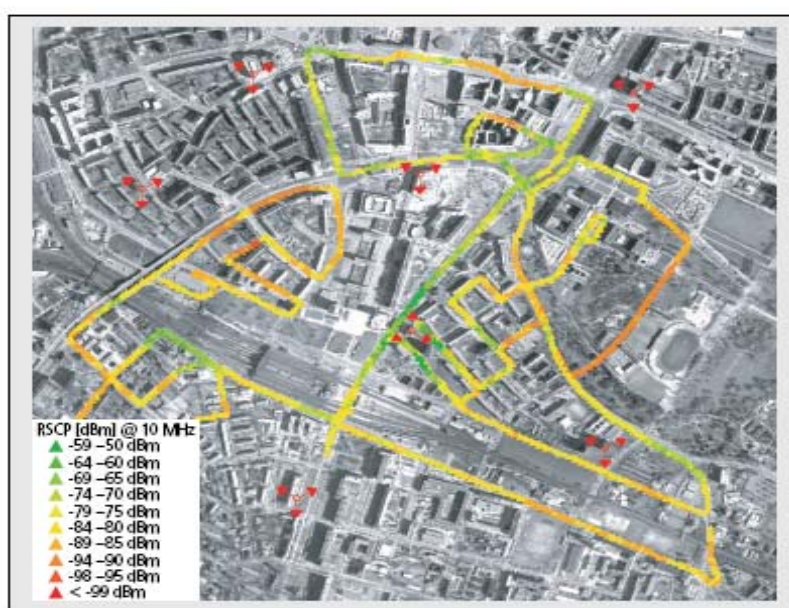 RSCP [dBm] @ 10 MHz
-59 –50 dBm
-64 –60 dBm
-69 –65 dBm
-74 –70 dBm
-79 –75 dBm
-84 –80 dBm
-89 –85 dBm
-94 –90 dBm
-98 –95 dBm
< -99 dBm